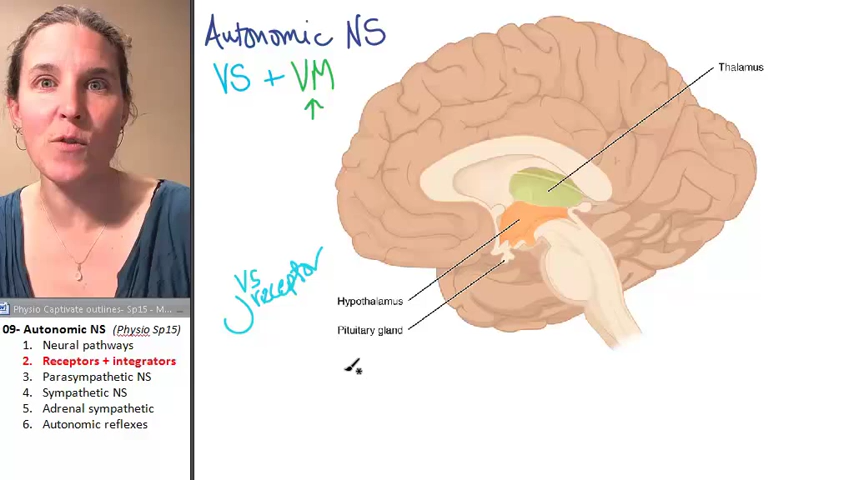 Autonomic NS
VS + VM
Thalamus
VS
receptor
Hypothalamus
Pituitary gland
Physio Captivate outlines- Sp15 - M...
09- Autonomic NS (Physio Sp15)
1. Neural pathways
2. Receptors + integrators
3. Parasympathetic NS
4. Sympathetic NS
5. Adrenal sympathetic
6. Autonomic reflexes